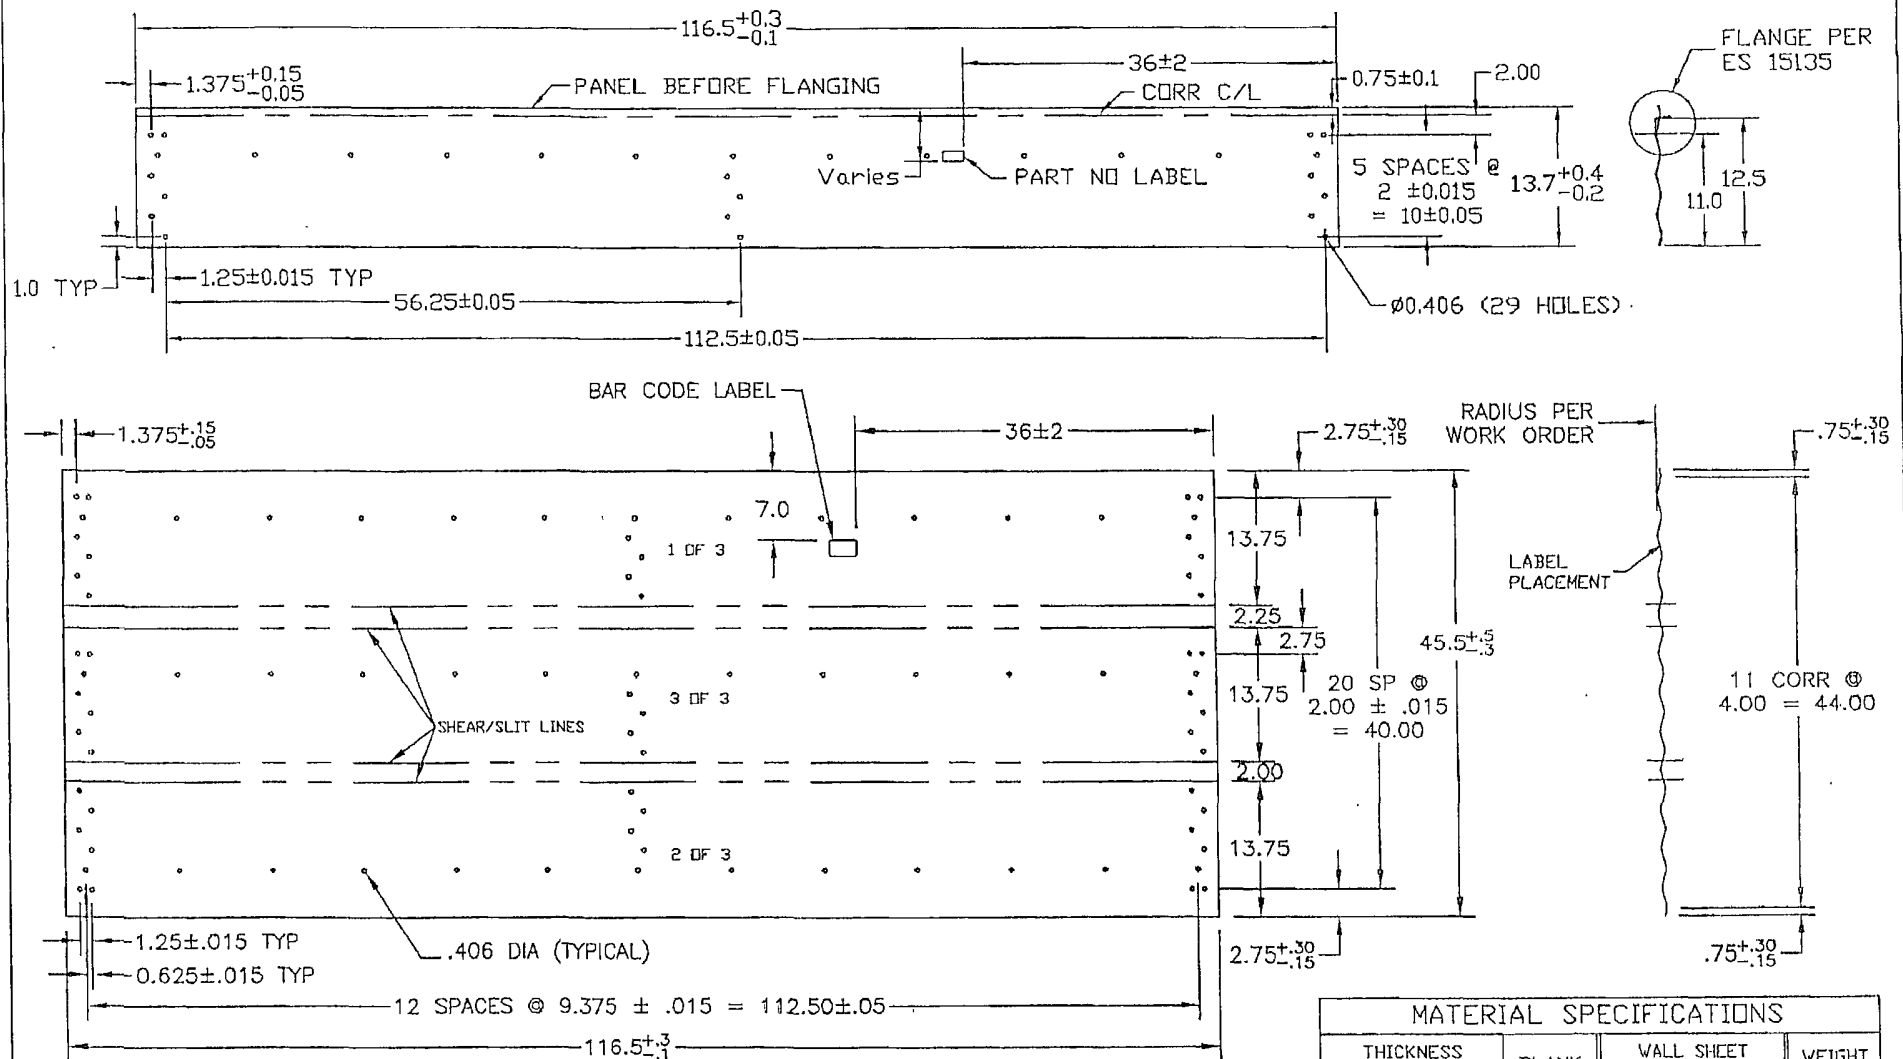 116.5+0.3
-0.1
36±2
FLANGE PER
ES 15135
1.375+0.15
-0.05
PANEL BEFORE FLANGING
CORR C/L
0.75±0.1
2.00
Varies
PART NO LABEL
5 SPACES @
2 ±0.015
= 10±0.05
13.7+0.4
-0.2
12.5
11.0
1.0 TYP
1.25±0.015 TYP
56.25±0.05
ø0.406 (29 HOLES)
112.5±0.05
BAR CODE LABEL
RADIUS PER
WORK ORDER
1.375+.15
-.05
36±2
2.75+.30
-.15
.75+.30
-.15
7.0
13.75
1 OF 3
LABEL
PLACEMENT
2.25
2.75
45.5+.5
-.3
11 CORR @
4.00 = 44.00
3 OF 3
13.75
20 SP @
2.00 ± .015
= 40.00
SHEAR/SLIT LINES
2.00
2 OF 3
13.75
1.25±.015 TYP
.406 DIA (TYPICAL)
2.75+.30
-.15
.75+.30
-.15
0.625±.015 TYP
12 SPACES @ 9.375 ± .015 = 112.50±.05
116.5+.3
-.1
MATERIAL SPECIFICATIONS
THICKNESS
WALL SHEET
WEIGHT